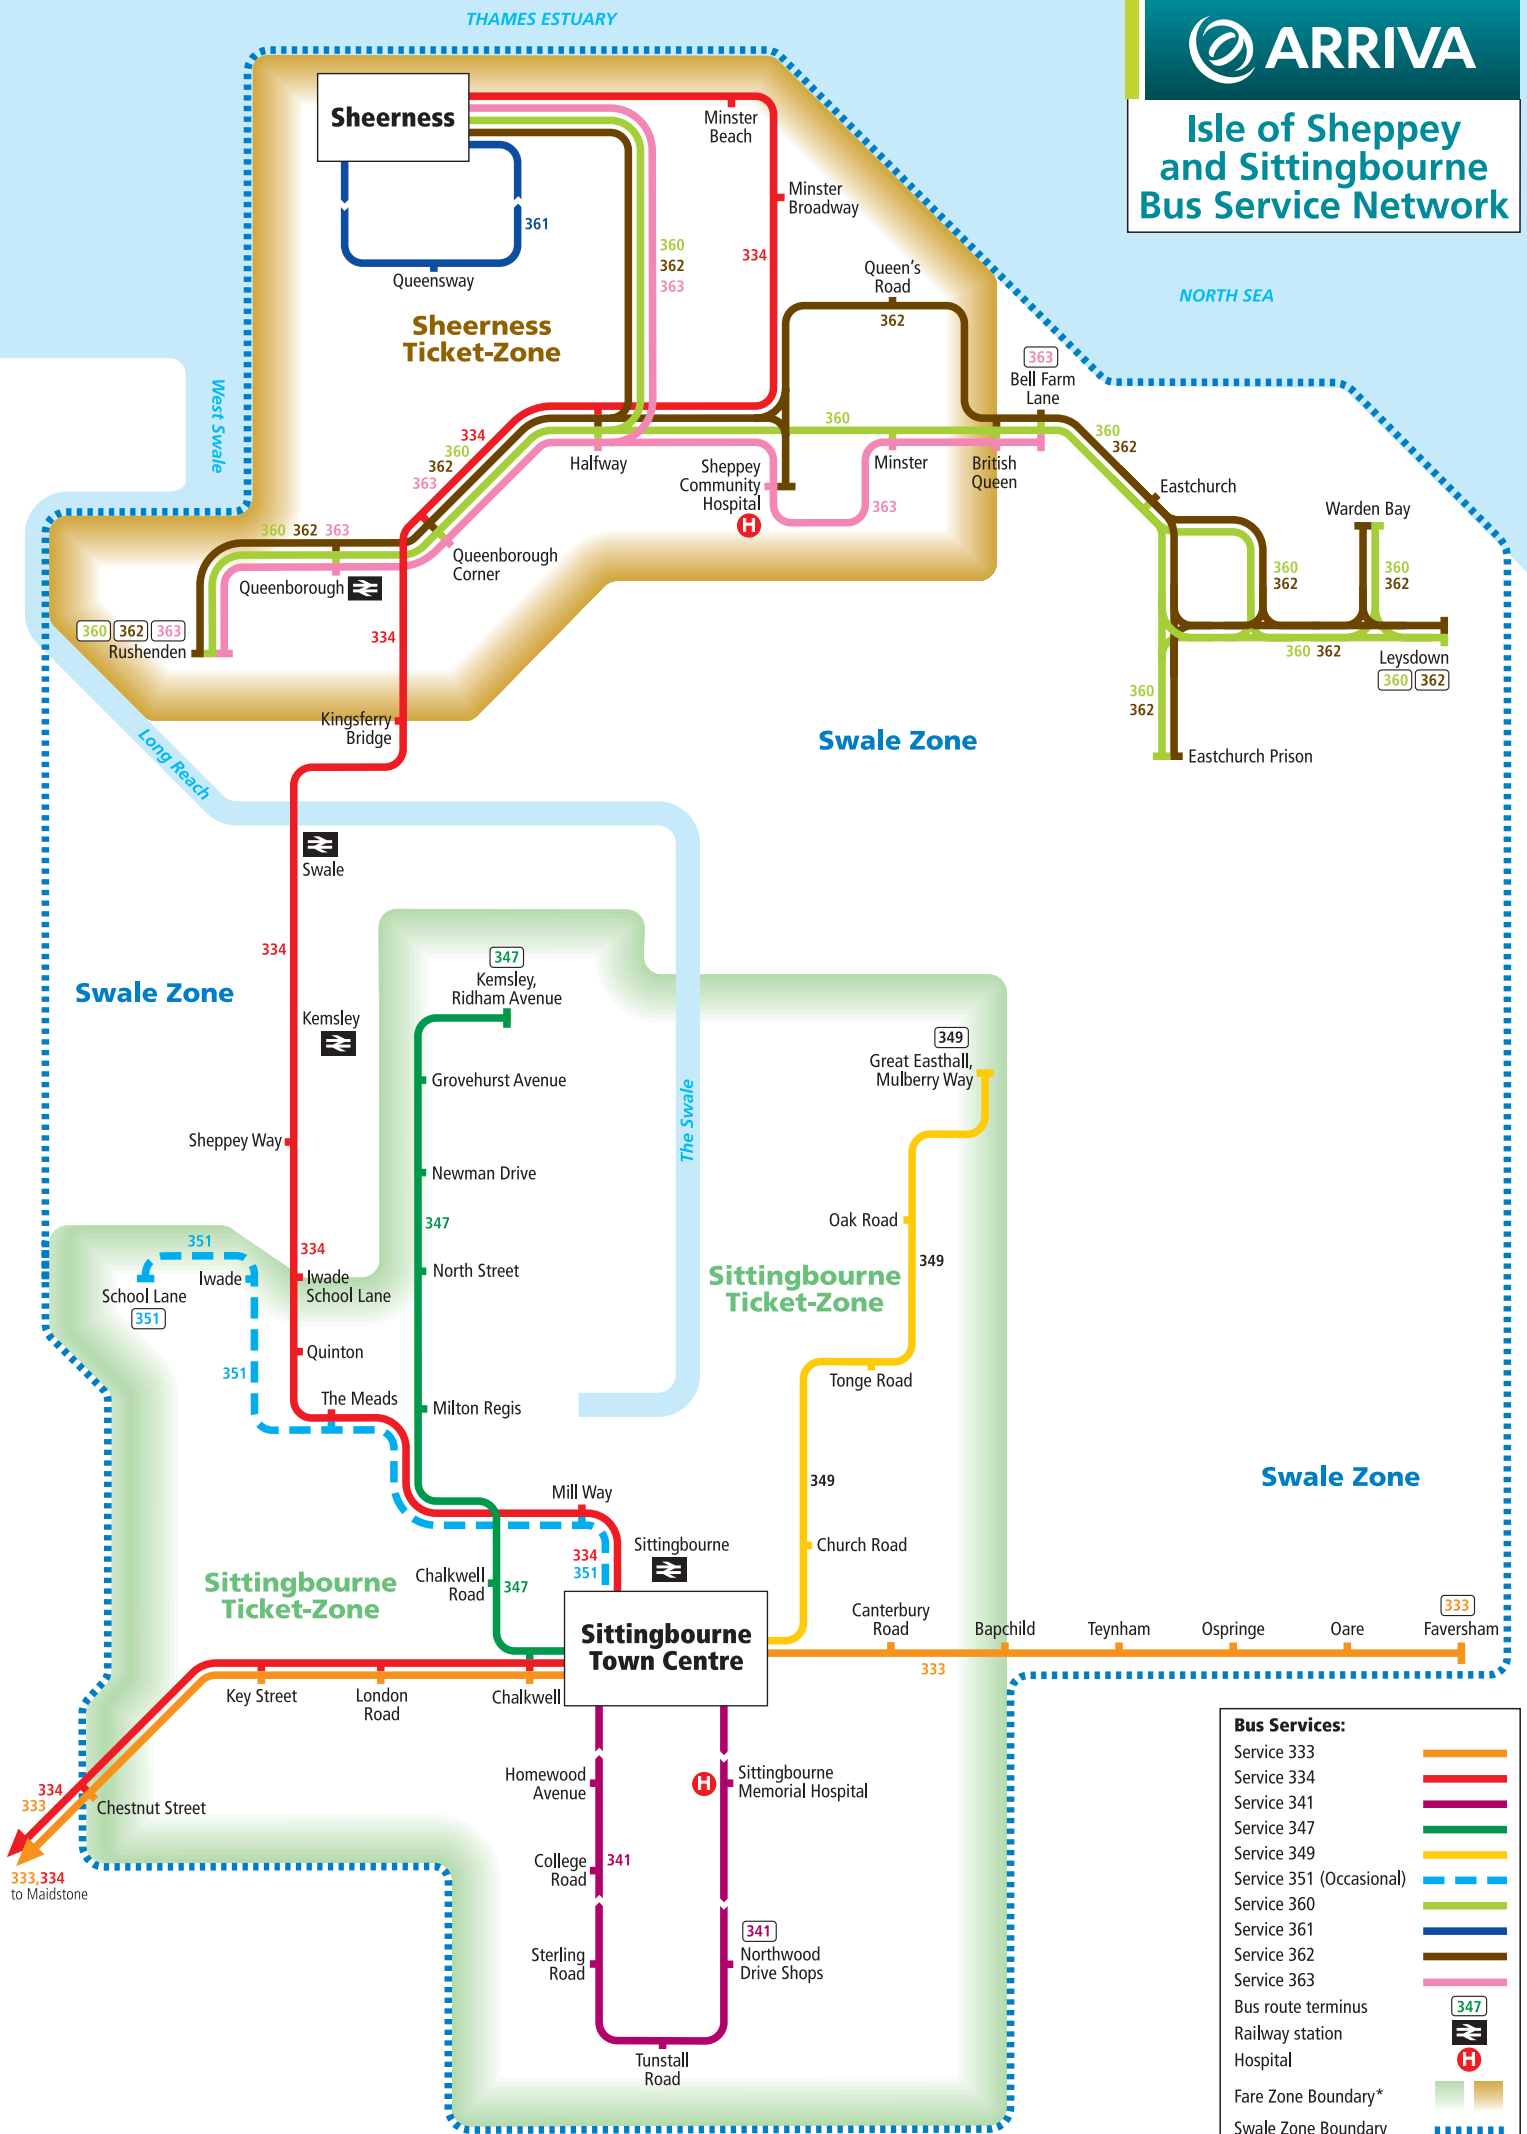 THAMES ESTUARY
ARRIVA
Isle of Sheppey
and Sittingbourne
Bus Service Network
Sheerness
Minster
Beach
Minster
Broadway
361
Queensway
360
362
363
334
Queen's
Road
362
NORTH SEA
Sheerness
Ticket-Zone
West Swale
363
Bell Farm
Lane
334
360
362
363
Halfway
360
Sheppey
Community
Hospital
H
Minster
British
Queen
363
360
362
Eastchurch
Warden Bay
360 362 363
Queenborough
Queenborough
Corner
360
362
360
362
360 362 363
Rushenden
334
360 362
Leysdown
360 362
360
362
Eastchurch Prison
Kingsferry
Bridge
Long Reach
Swale Zone
Swale
334
Swale Zone
347
Kemsley,
Ridham Avenue
Kemsley
349
Great Easthall,
Mulberry Way
Grovehurst Avenue
The Swale
Sheppey Way
Newman Drive
347
Oak Road
349
351
334
Iwade
School Lane
351
Iwade
School Lane
North Street
Sittingbourne
Ticket-Zone
Quinton
351
Tonge Road
The Meads
Milton Regis
349
Swale Zone
Mill Way
Sittingbourne
Church Road
334
351
Chalkwell
Road
347
Sittingbourne
Ticket-Zone
Sittingbourne
Town Centre
Canterbury
Road
Bapchild
Teynham
Ospringe
Oare
333
Faversham
333
Key Street
London
Road
Chalkwell
Homewood
Avenue
H
Sittingbourne
Memorial Hospital
334
333
Chestnut Street
333,334
to Maidstone
College
Road
341
341
Northwood
Drive Shops
Sterling
Road
Tunstall
Road
Bus Services:
Service 333
Service 334
Service 341
Service 347
Service 349
Service 351 (Occasional)
Service 360
Service 361
Service 362
Service 363
Bus route terminus 347
Railway station
Hospital H
Fare Zone Boundary*
Swale Zone Boundary